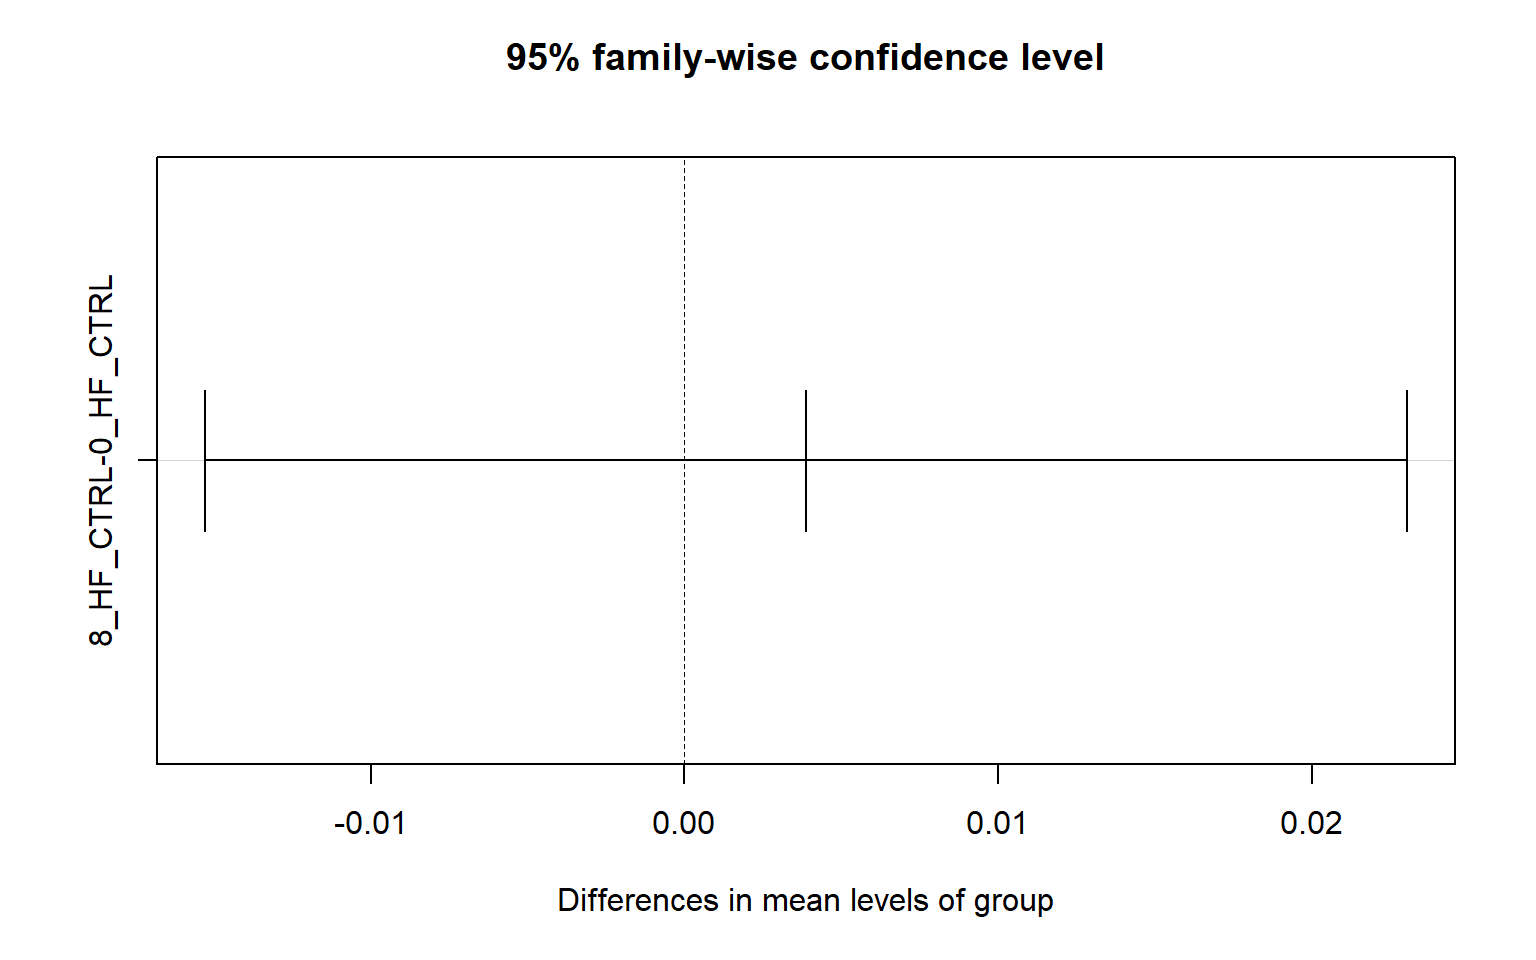 95% family-wise confidence level
8_HF_CTRL-0_HF_CTRL
-0.01 0.00 0.01 0.02
Differences in mean levels of group